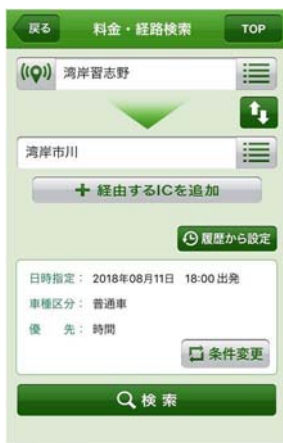 戻る 料金・経路検索 TOP
湾岸習志野
湾岸市川
+ 経由するICを追加
履歴から設定
日時指定: 2018年08月11日 18:00出発
車種区分: 普通車
優 先: 時間
条件変更
検索